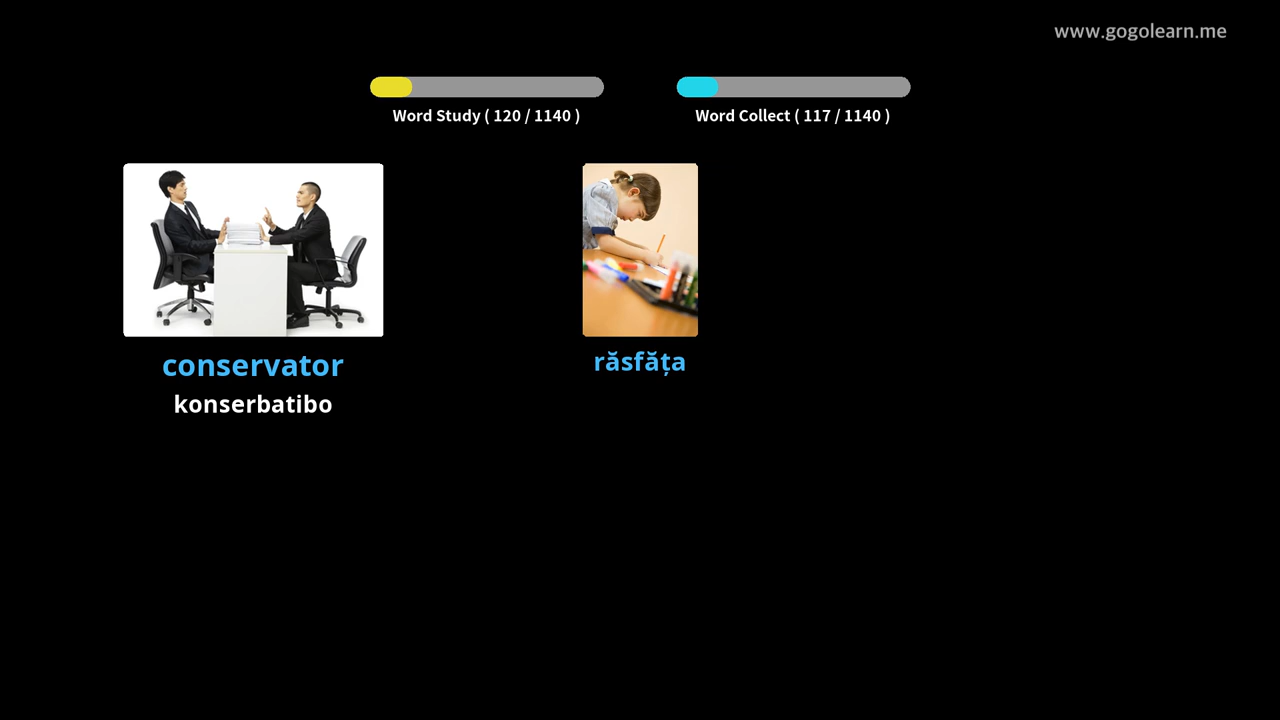 www.gogolearn.me
Word Study ( 120 / 1140 )
Word Collect ( 117 / 1140 )
conservator
konserbatibo
răsfăța